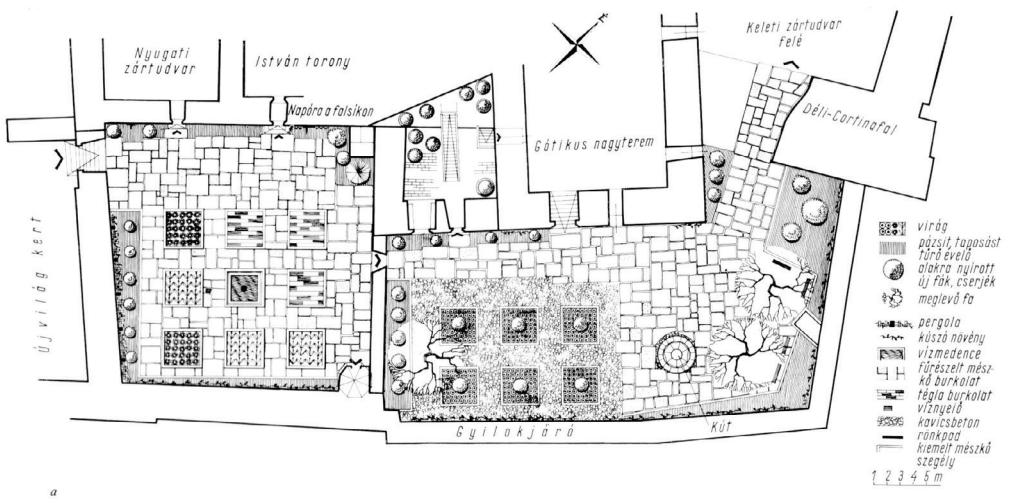 Nyugati
zártudvar
István torony
Napóra a falsíkon
Gótikus nagyterem
Keleti zártudvar
felé
Déli-Cortinafal
Újvilág kert
Gyilokjáró
Kút
virág
pázsit, taposást
tűrő évelő
alakra nyírott
új fák, cserjék
meglevő fa
pergola
kúszó növény
vízmedence
fűrészelt mész-
kő burkolat
tégla burkolat
víznyelő
kavicsbeton
rönkpad
kiemelt mészkő
szegély
1 2 3 4 5 m
a